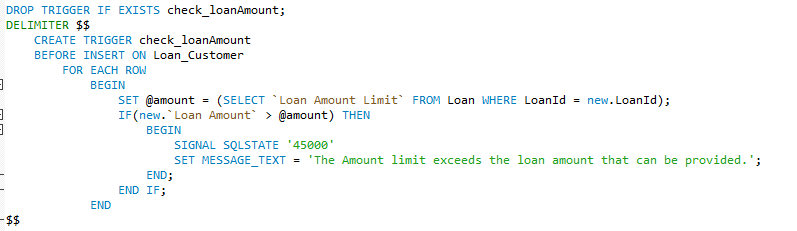 DROP TRIGGER IF EXISTS check_loanAmount;
DELIMITER $$
CREATE TRIGGER check_loanAmount
BEFORE INSERT ON Loan_Customer
FOR EACH ROW
BEGIN
SET @amount = (SELECT `Loan Amount Limit` FROM Loan WHERE LoanId = new.LoanId);
IF(new.`Loan Amount` > @amount) THEN
BEGIN
SIGNAL SQLSTATE '45000'
SET MESSAGE_TEXT = 'The Amount limit exceeds the loan amount that can be provided.';
END;
END IF;
END
$$